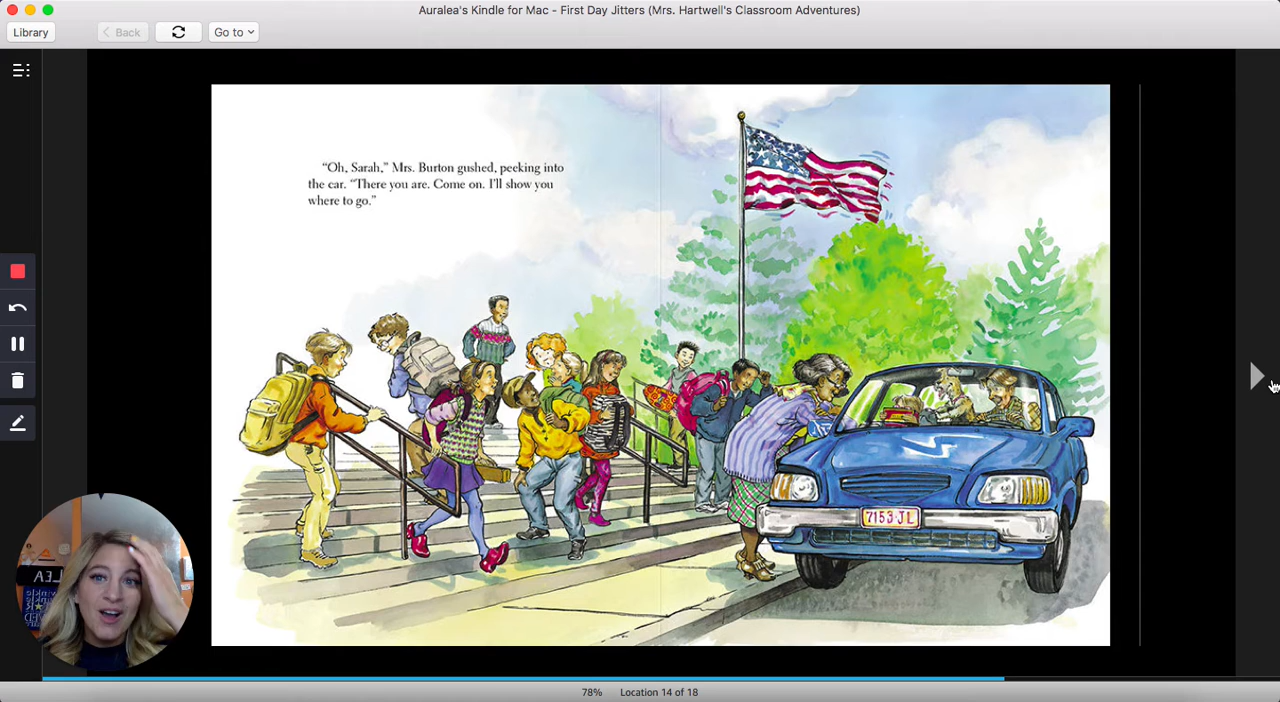 Auralea's Kindle for Mac - First Day Jitters (Mrs. Hartwell's Classroom Adventures)
Library
Back
Go to
“Oh, Sarah,” Mrs. Burton gushed, peeking into
the car. “There you are. Come on. I'll show you
where to go.”
7153 JL
78%
Location 14 of 18